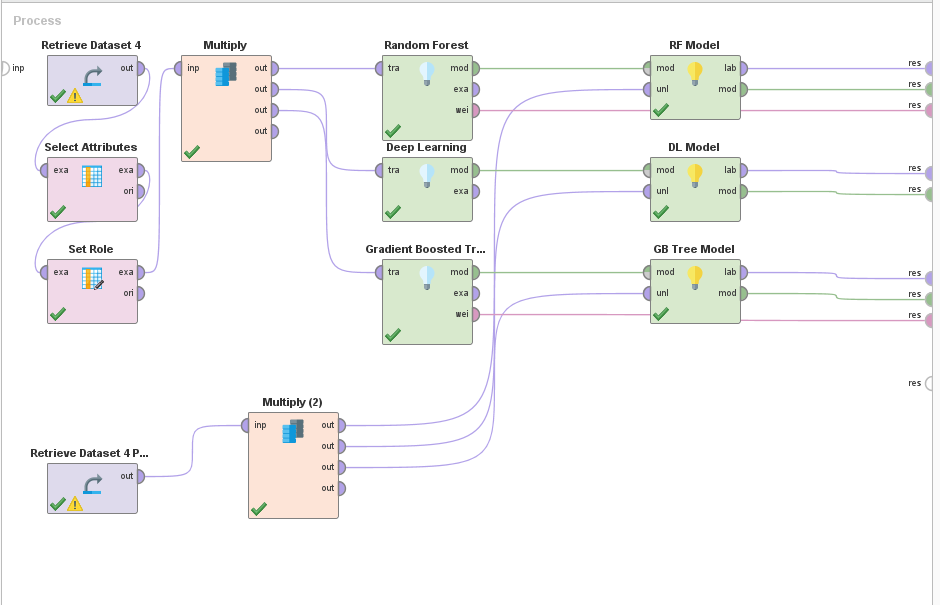 Process
inp
Retrieve Dataset 4
out
Multiply
inp out
out
out
out
Random Forest
tra mod
exa
wei
RF Model
mod lab
unl mod
res
res
res
Select Attributes
exa exa
ori
Deep Learning
tra mod
exa
DL Model
mod lab
unl mod
res
res
Set Role
exa exa
ori
Gradient Boosted Tr...
tra mod
exa
wei
GB Tree Model
mod lab
unl mod
res
res
res
res
Multiply (2)
inp out
out
out
out
Retrieve Dataset 4 P...
out